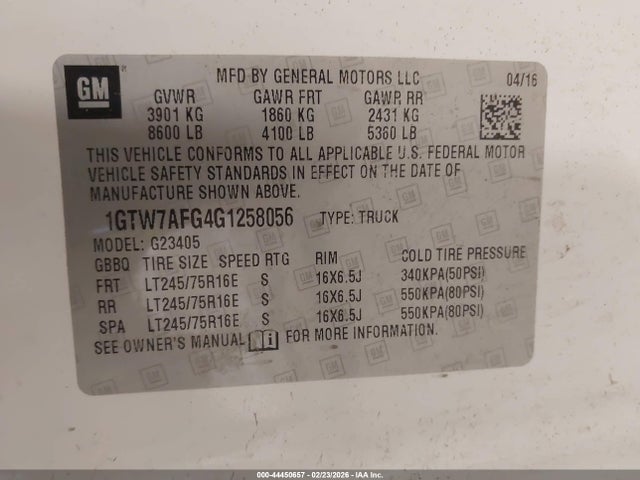 GM
MFD BY GENERAL MOTORS LLC 04/16
GVWR GAWR FRT GAWR RR
3901 KG 1860 KG 2431 KG
8600 LB 4100 LB 5360 LB
THIS VEHICLE CONFORMS TO ALL APPLICABLE U.S. FEDERAL MOTOR
VEHICLE SAFETY STANDARDS IN EFFECT ON THE DATE OF
MANUFACTURE SHOWN ABOVE.
1GTW7AFG4G1258056 TYPE: TRUCK
MODEL: G23405
GBBQ TIRE SIZE SPEED RTG RIM COLD TIRE PRESSURE
FRT LT245/75R16E S 16X6.5J 340KPA(50PSI)
RR LT245/75R16E S 16X6.5J 550KPA(80PSI)
SPA LT245/75R16E S 16X6.5J 550KPA(80PSI)
SEE OWNER'S MANUAL FOR MORE INFORMATION.
000-44450657 - 02/23/2026 - IAA Inc.